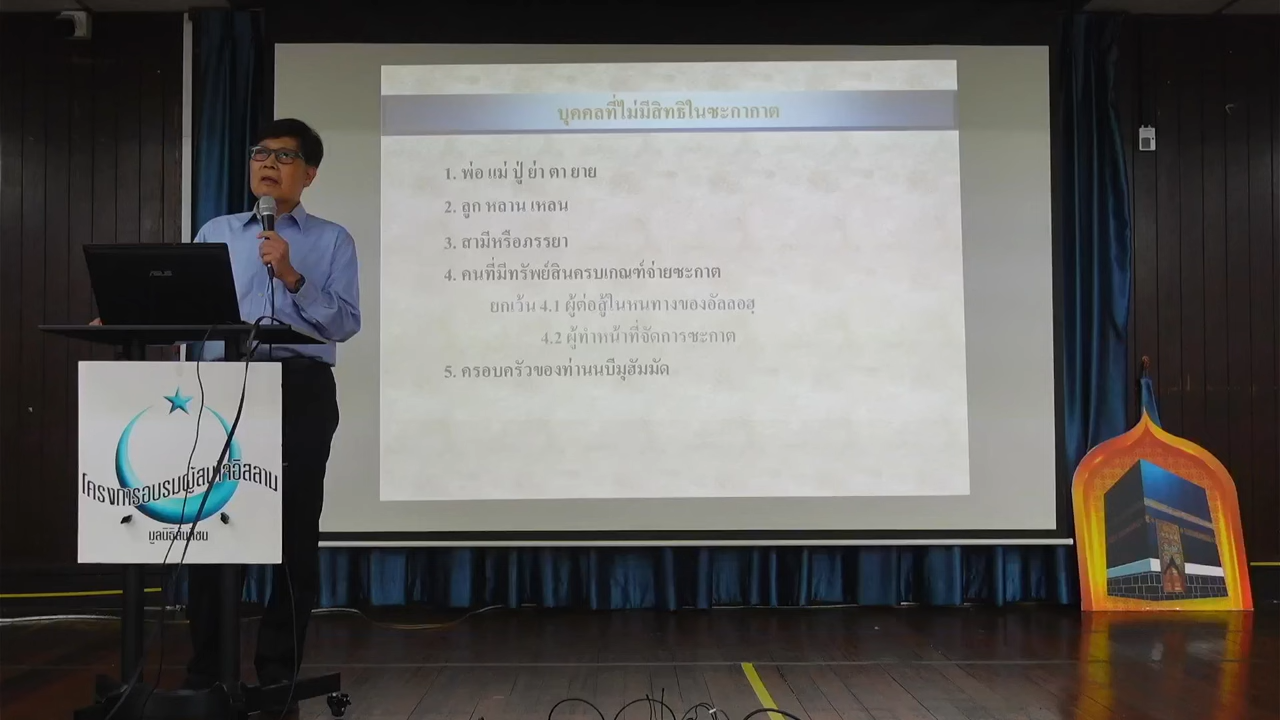 บุคคลที่ไม่มีสิทธิในซะกากาต
1. พ่อ แม่ ปู่ ย่า ตา ยาย
2. ลูก หลาน เหลน
3. สามีหรือภรรยา
4. คนที่มีทรัพย์สินครบเกณฑ์จ่ายซะกาต
ยกเว้น 4.1 ผู้ต่อสู้ในหนทางของอัลลอฮฺ
4.2 ผู้ทำหน้าที่จัดการซะกาต
5. ครอบครัวของท่านนบีมุฮัมมัด
ASUS
โครงการอบรมผู้สนใจอิสลาม
มูลนิธิสันติชน